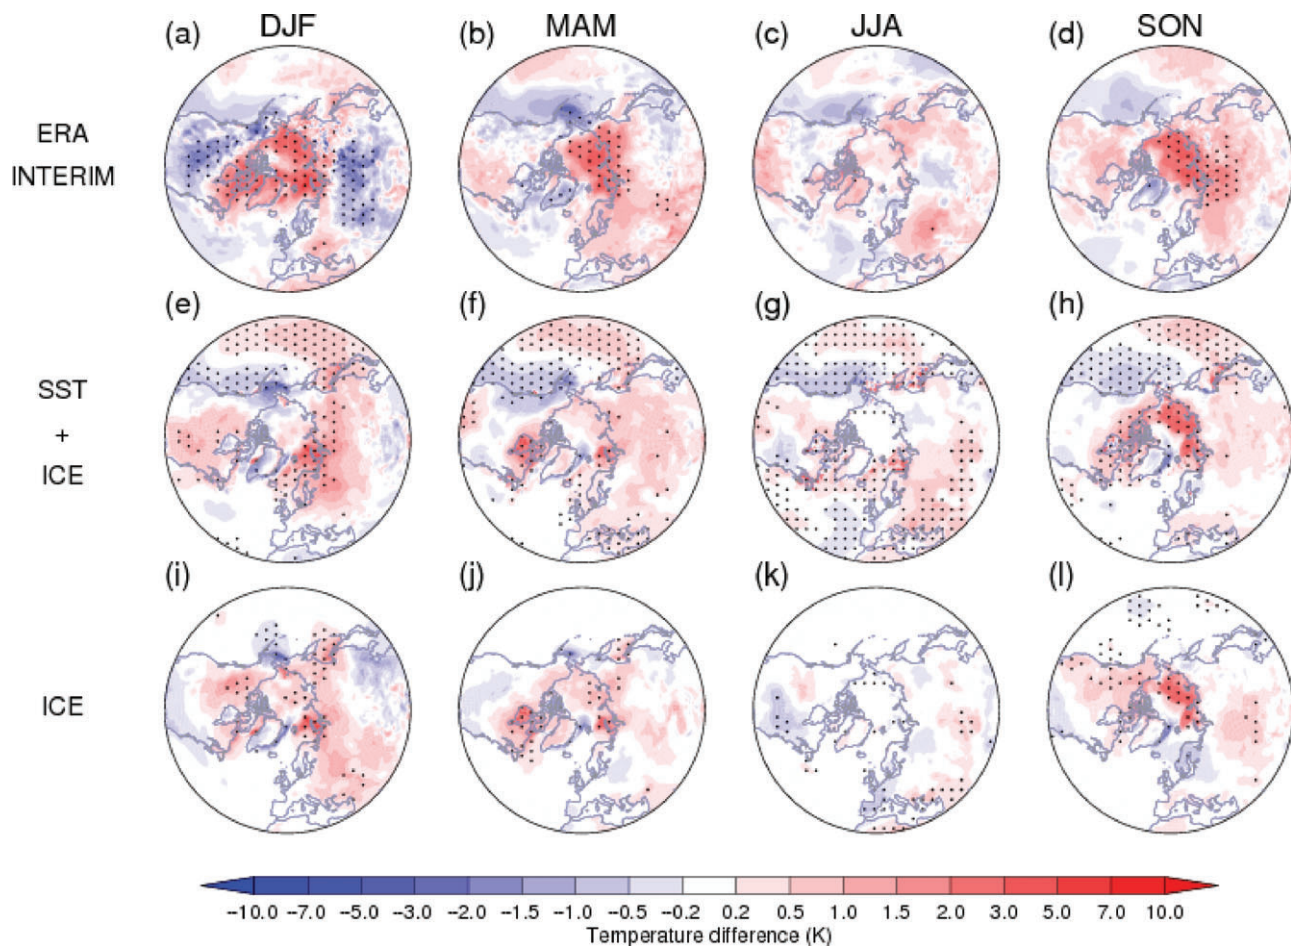 DJF MAM JJA SON
(a) (b) (c) (d)
ERA
INTERIM
(e) (f) (g) (h)
SST
+
ICE
(i) (j) (k) (l)
ICE
−10.0 −7.0 −5.0 −3.0 −2.0 −1.5 −1.0 −0.5 −0.2 0.2 0.5 1.0 1.5 2.0 3.0 5.0 7.0 10.0
Temperature difference (K)